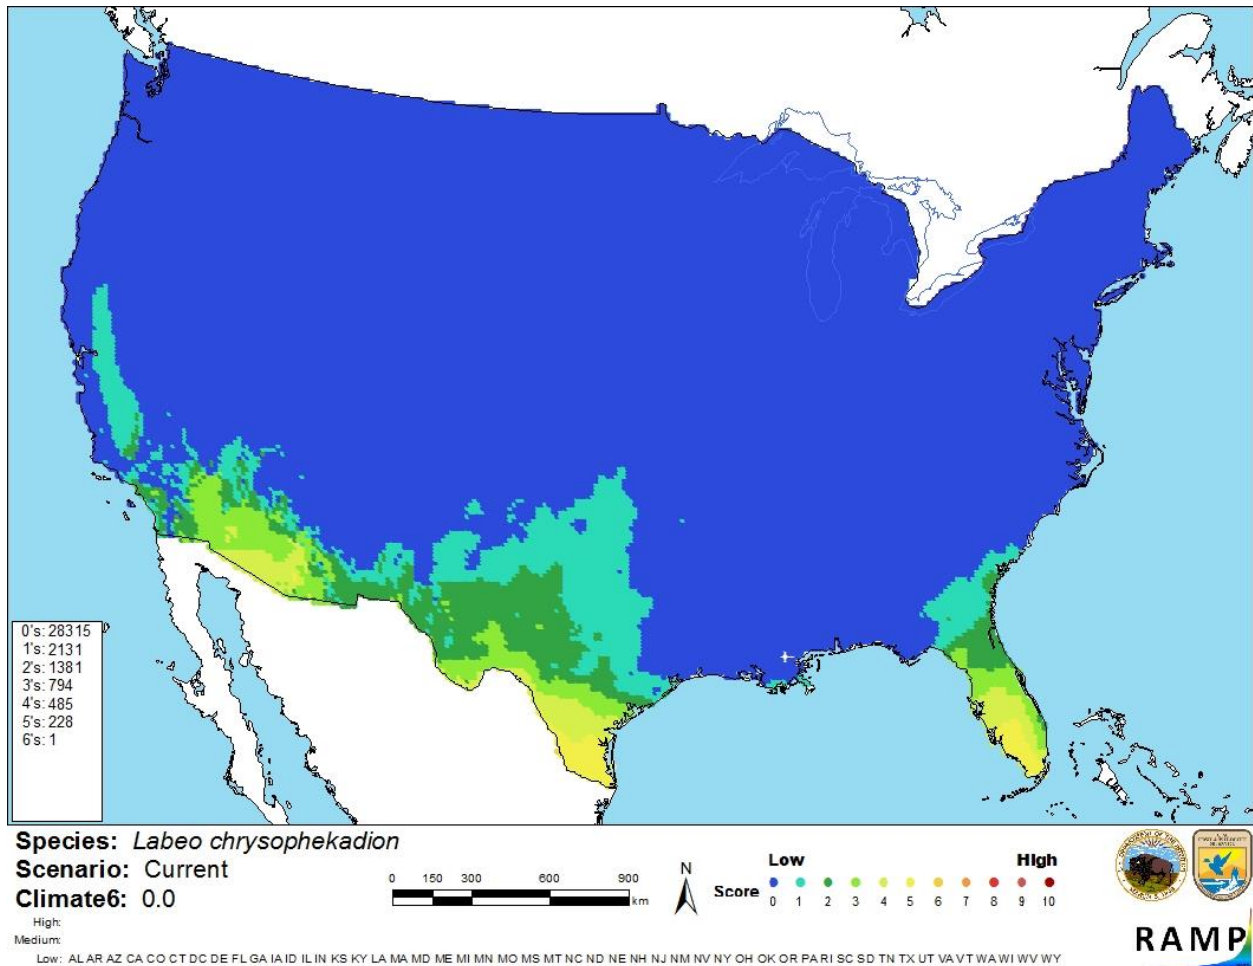 0's: 28315
1's: 2131
2's: 1381
3's: 794
4's: 485
5's: 228
6's: 1
Species: Labeo chrysophekadion
Scenario: Current
Climate6: 0.0
High:
Medium:
Low: AL AR AZ CA CO CT DC DE FL GA IA ID IL IN KS KY LA MA MD ME MI MN MO MS MT NC ND NE NH NJ NM NV NY OH OK OR PA RI SC SD TN TX UT VA VT WA WI WV WY
0 150 300 600 900
km
N
Low High
Score
0 1 2 3 4 5 6 7 8 9 10
RAMP